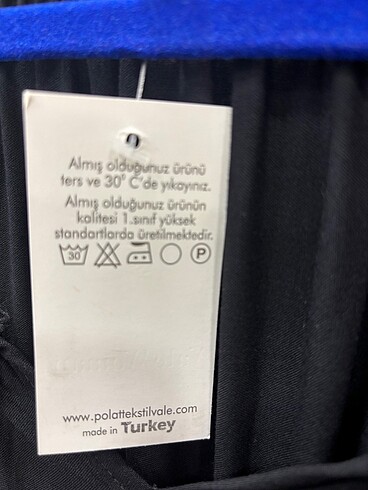 Almış olduğunuz ürünü
ters ve 30° C'de yıkayınız.
Almış olduğunuz ürünün
kalitesi 1.sınıf yüksek
standartlarda üretilmektedir.
30 P
www.polattekstilvale.com
made in Turkey